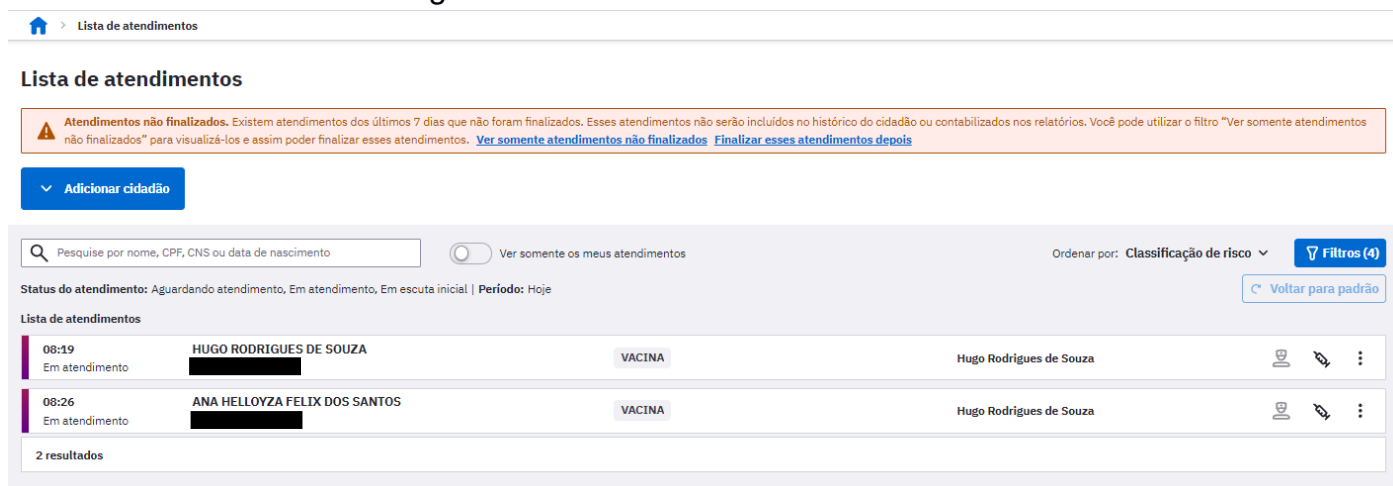 Lista de atendimentos
Lista de atendimentos
Atendimentos não finalizados. Existem atendimentos dos últimos 7 dias que não foram finalizados. Esses atendimentos não serão incluídos no histórico do cidadão ou contabilizados nos relatórios. Você pode utilizar o filtro "Ver somente atendimentos
não finalizados" para visualizá-los e assim poder finalizar esses atendimentos. Ver somente atendimentos não finalizados Finalizar esses atendimentos depois
Adicionar cidadão
Pesquise por nome, CPF, CNS ou data de nascimento Ver somente os meus atendimentos Ordenar por: Classificação de risco Filtros (4)
Status do atendimento: Aguardando atendimento, Em atendimento, Em escuta inicial | Período: Hoje Voltar para padrão
Lista de atendimentos
08:19 HUGO RODRIGUES DE SOUZA VACINA Hugo Rodrigues de Souza
Em atendimento
08:26 ANA HELLOYZA FELIX DOS SANTOS VACINA Hugo Rodrigues de Souza
Em atendimento
2 resultados